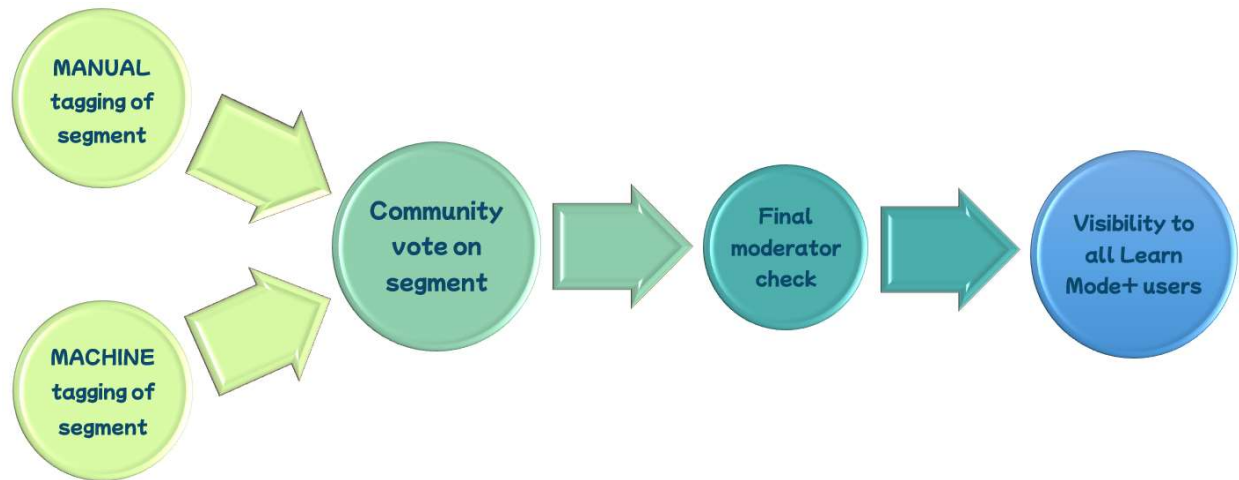 MANUAL
tagging of
segment
MACHINE
tagging of
segment
Community
vote on
segment
Final
moderator
check
Visibility to
all Learn
Mode+ users